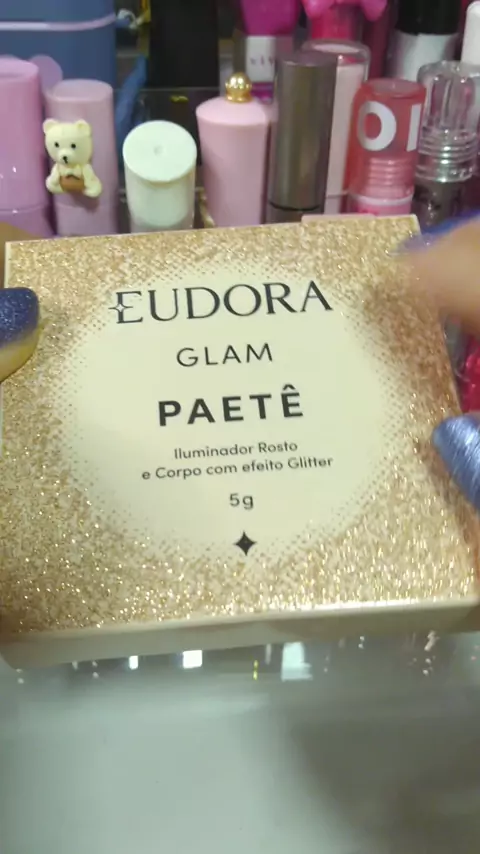 EUDORA
GLAM
PAETÊ
Iluminador Rosto
e Corpo com efeito Glitter
5g